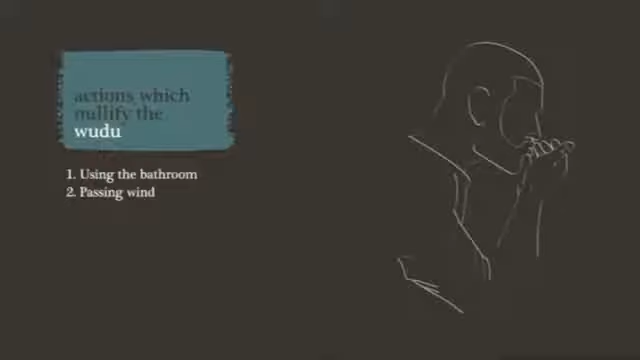 actions which
nullify the
wudu
1. Using the bathroom
2. Passing wind